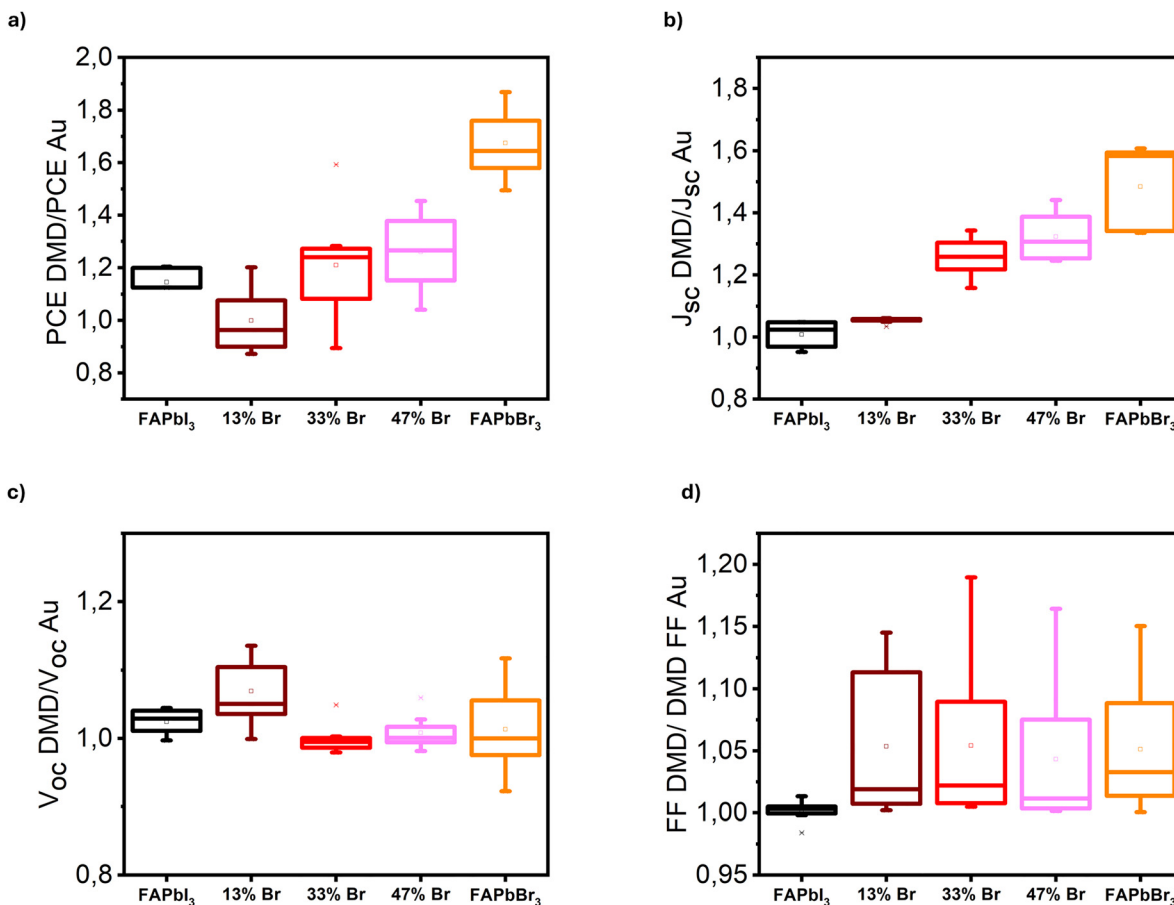 a)
PCE DMD/PCE Au
2,0
1,8
1,6
1,4
1,2
1,0
0,8
FAPbI₃ 13% Br 33% Br 47% Br FAPbBr₃
b)
J_SC DMD/J_SC Au
1,8
1,6
1,4
1,2
1,0
0,8
FAPbI₃ 13% Br 33% Br 47% Br FAPbBr₃
c)
V_OC DMD/V_OC Au
1,2
1,0
0,8
FAPbI₃ 13% Br 33% Br 47% Br FAPbBr₃
d)
FF DMD/ DMD FF Au
1,20
1,15
1,10
1,05
1,00
0,95
FAPbI₃ 13% Br 33% Br 47% Br FAPbBr₃